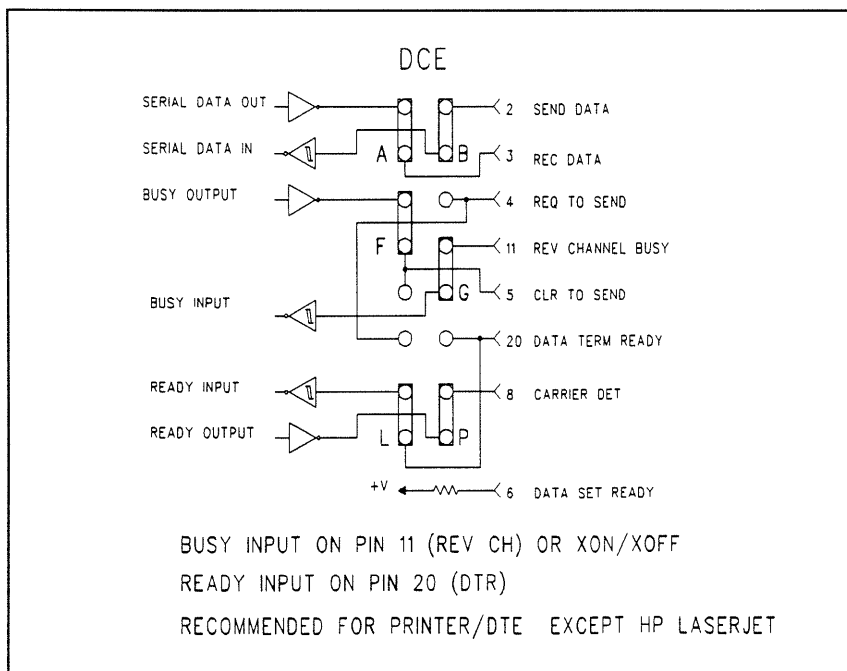 DCE
SERIAL DATA OUT
2 SEND DATA
SERIAL DATA IN
A
B
3 REC DATA
BUSY OUTPUT
4 REQ TO SEND
F
11 REV CHANNEL BUSY
BUSY INPUT
G
5 CLR TO SEND
20 DATA TERM READY
READY INPUT
8 CARRIER DET
READY OUTPUT
L
P
+V
6 DATA SET READY
BUSY INPUT ON PIN 11 (REV CH) OR XON/XOFF
READY INPUT ON PIN 20 (DTR)
RECOMMENDED FOR PRINTER/DTE EXCEPT HP LASERJET